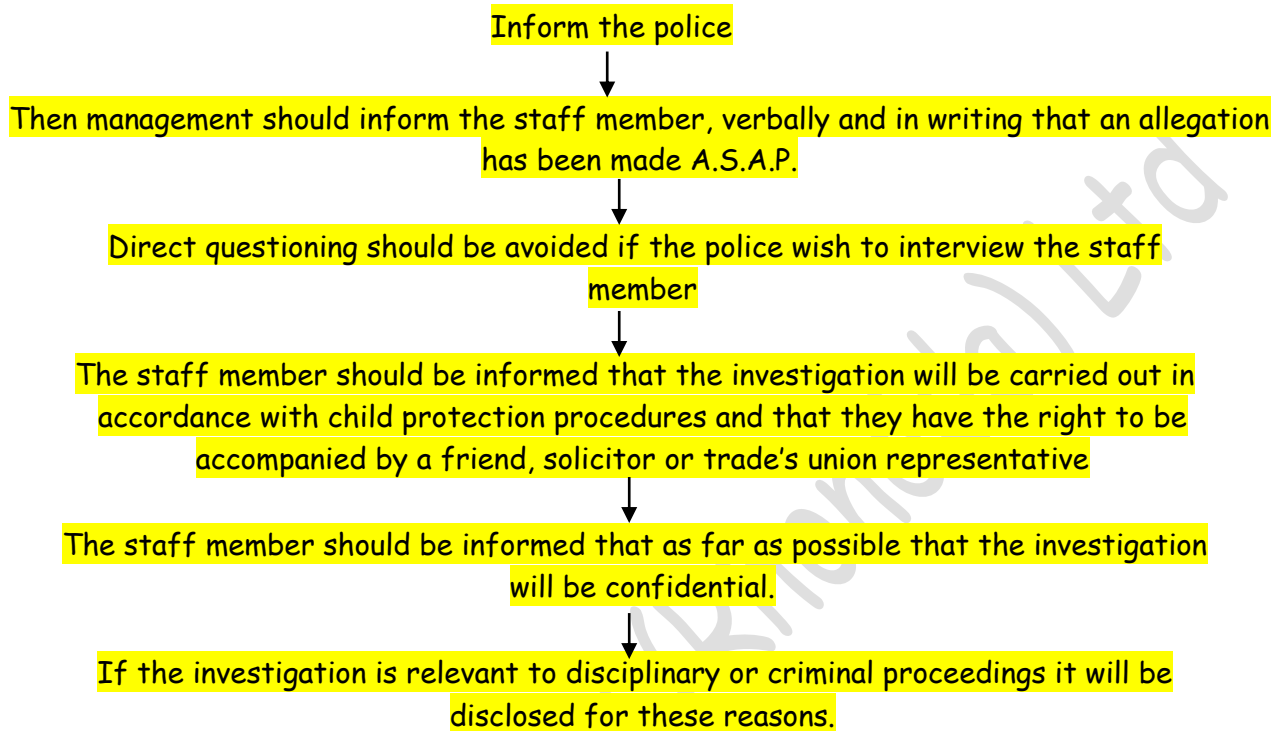 Inform the police
Then management should inform the staff member, verbally and in writing that an allegation
has been made A.S.A.P.
Direct questioning should be avoided if the police wish to interview the staff
member
The staff member should be informed that the investigation will be carried out in
accordance with child protection procedures and that they have the right to be
accompanied by a friend, solicitor or trade’s union representative
The staff member should be informed that as far as possible that the investigation
will be confidential.
If the investigation is relevant to disciplinary or criminal proceedings it will be
disclosed for these reasons.
Ltd